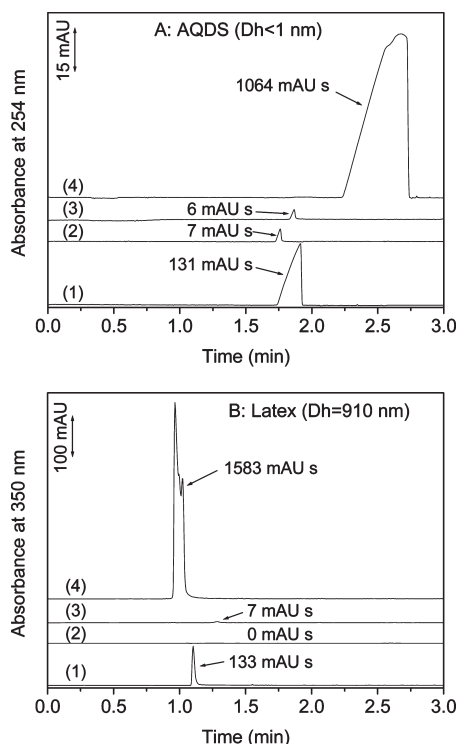 A: AQDS (Dh<1 nm)
15 mAU
1064 mAU s
Absorbance at 254 nm
(4)
(3)
6 mAU s
(2)
7 mAU s
131 mAU s
(1)
0.0 0.5 1.0 1.5 2.0 2.5 3.0
Time (min)
B: Latex (Dh=910 nm)
100 mAU
1583 mAU s
Absorbance at 350 nm
(4)
(3)
7 mAU s
(2)
0 mAU s
133 mAU s
(1)
0.0 0.5 1.0 1.5 2.0 2.5 3.0
Time (min)